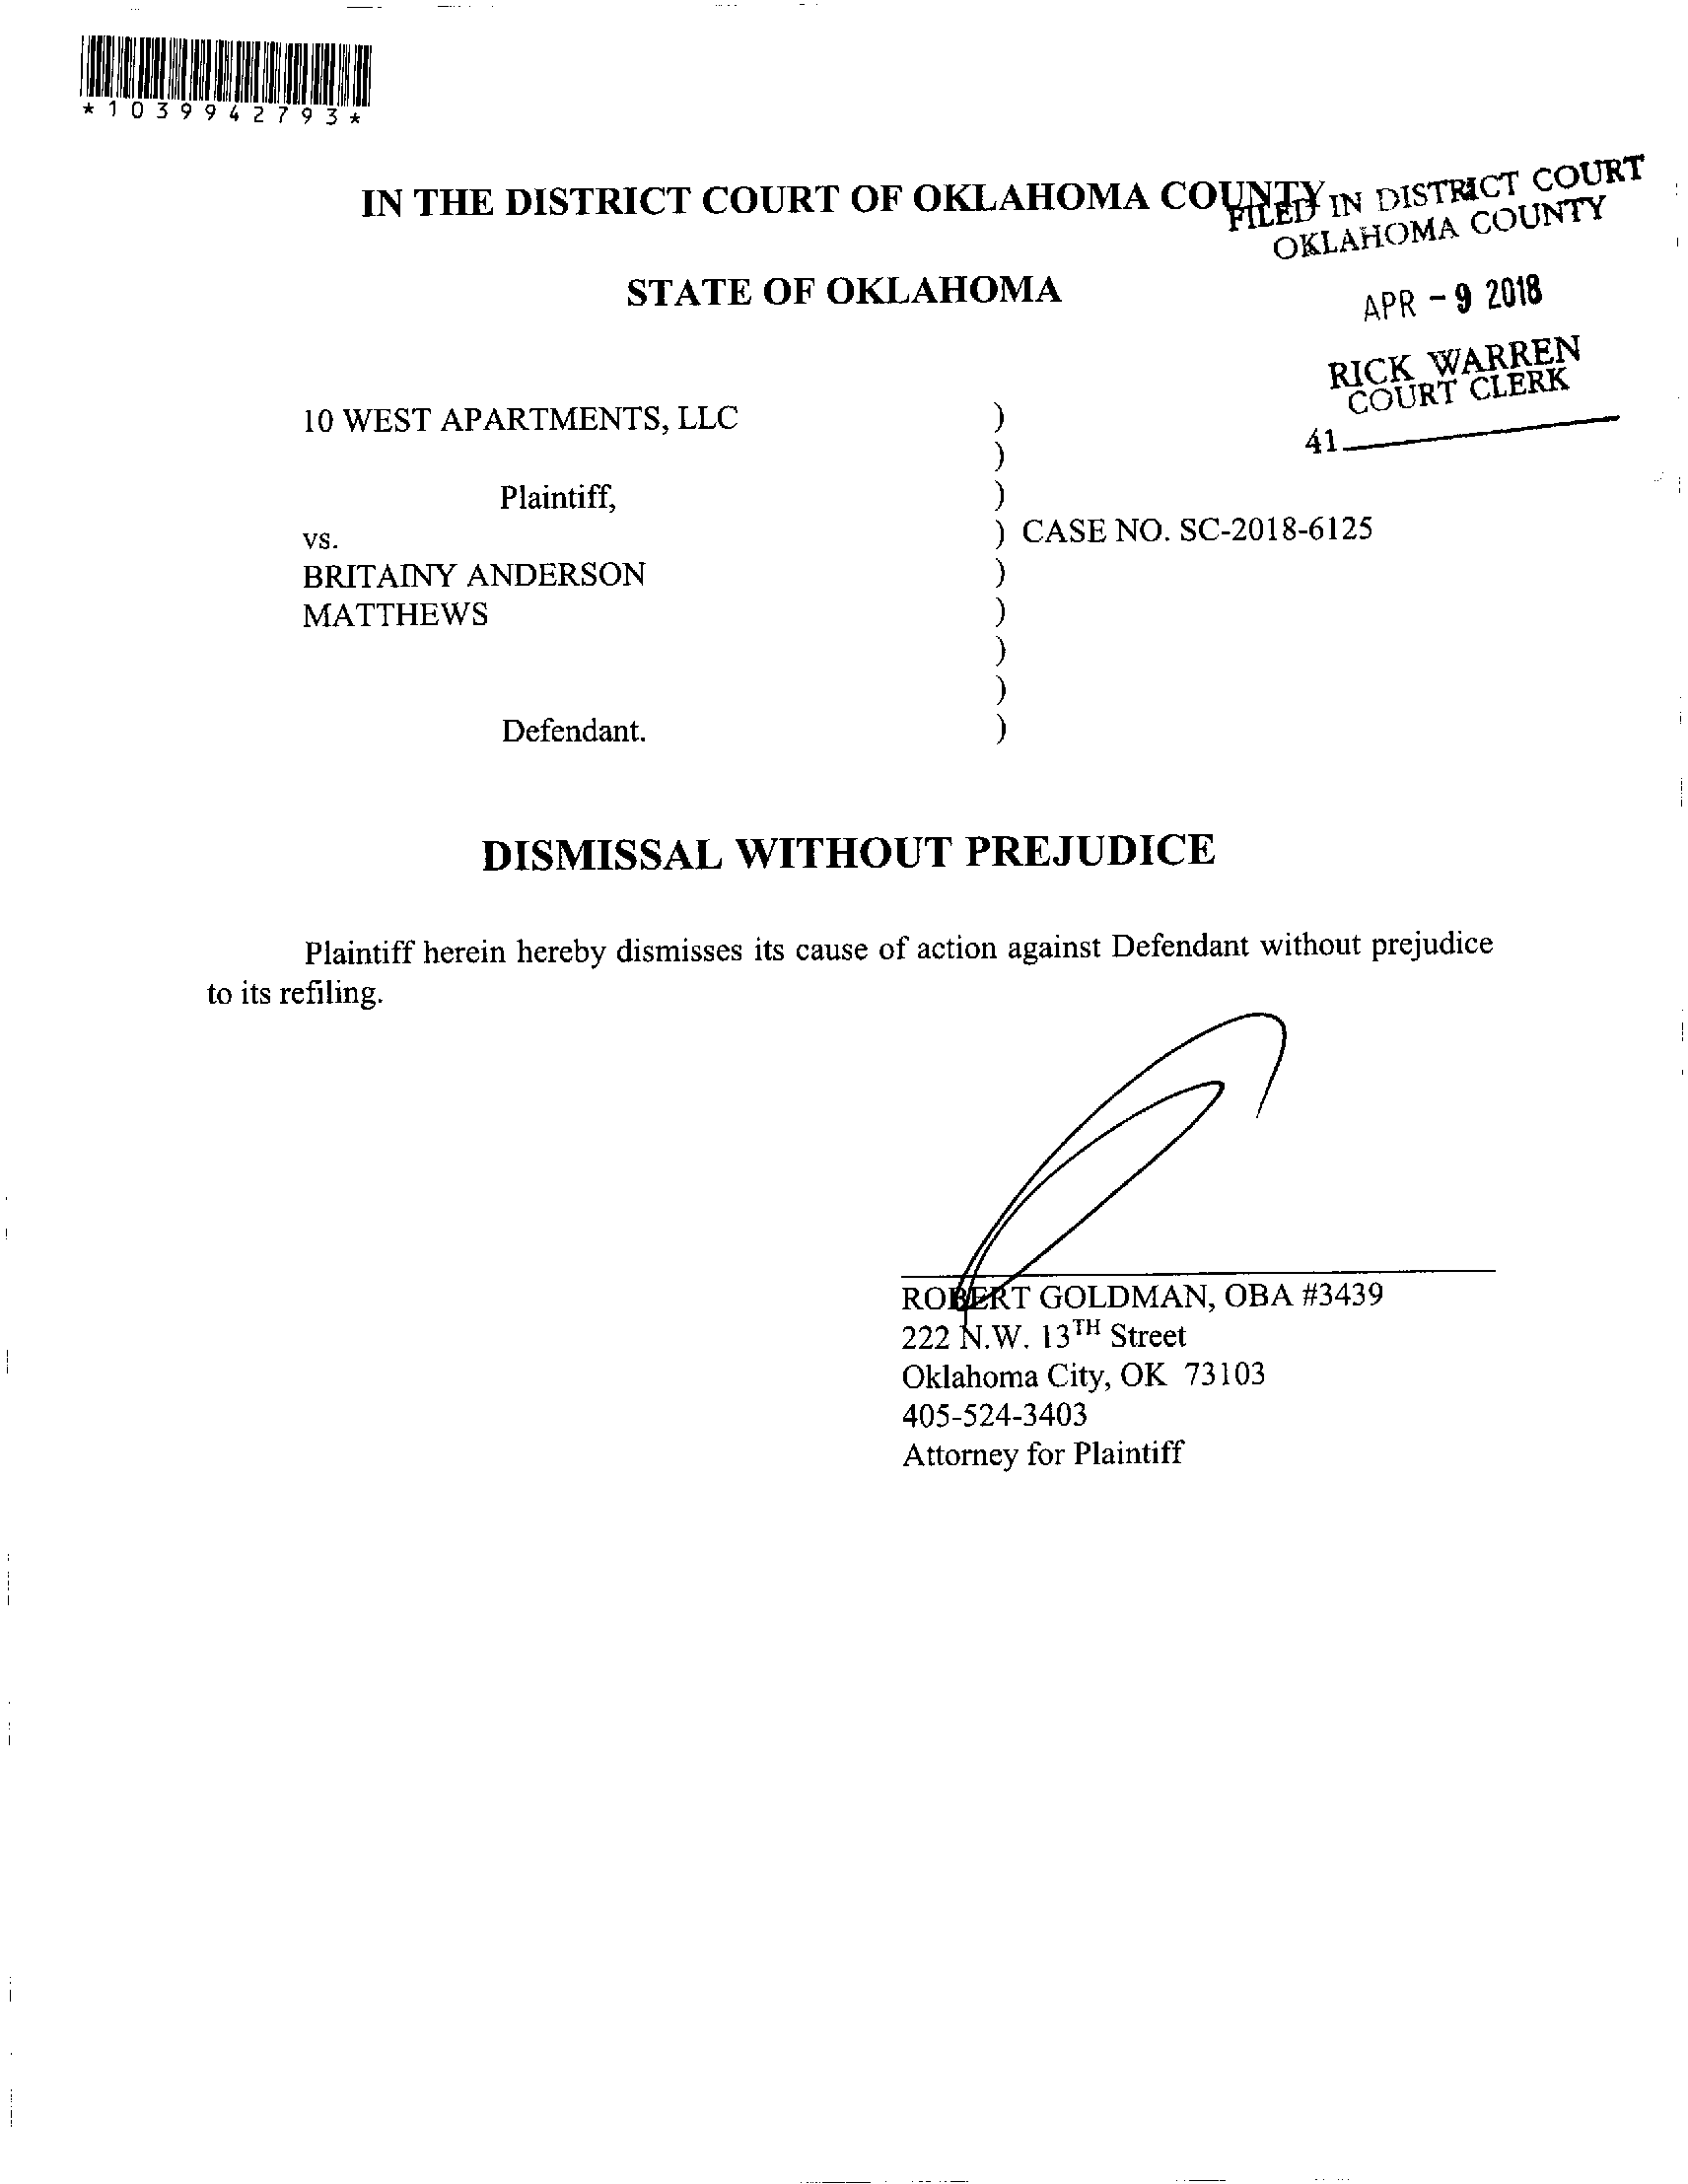 *1039942793*
IN THE DISTRICT COURT OF OKLAHOMA COUNTY
FILED IN DISTRICT COURT
OKLAHOMA COUNTY
STATE OF OKLAHOMA
APR - 9 2018
RICK WARREN
COURT CLERK
41
10 WEST APARTMENTS, LLC )
)
Plaintiff, )
vs. ) CASE NO. SC-2018-6125
BRITAINY ANDERSON )
MATTHEWS )
)
)
Defendant. )
DISMISSAL WITHOUT PREJUDICE
Plaintiff herein hereby dismisses its cause of action against Defendant without prejudice
to its refiling.
ROBERT GOLDMAN, OBA #3439
222 N.W. 13TH Street
Oklahoma City, OK 73103
405-524-3403
Attorney for Plaintiff